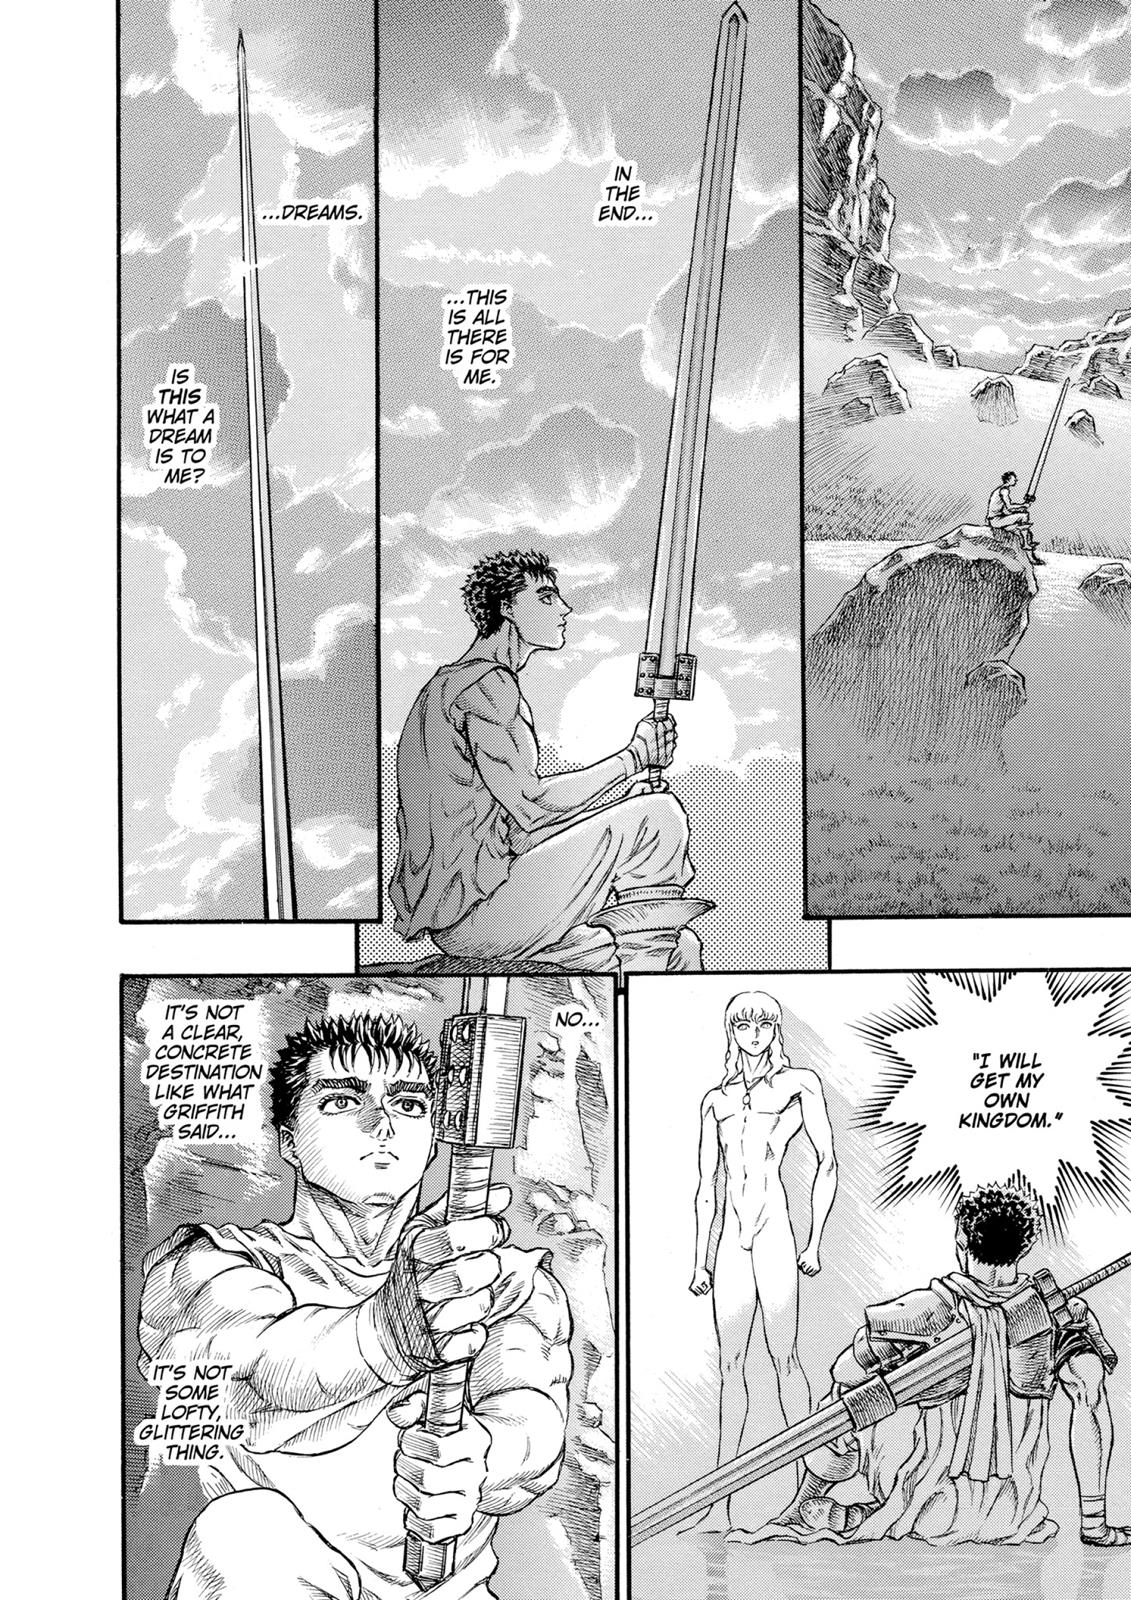 IN
THE
END...
...THIS
IS ALL
THERE
IS FOR
ME.
...DREAMS.
IS
THIS
WHAT A
DREAM
IS TO
ME?
"I WILL
GET MY
OWN
KINGDOM."
NO...
IT'S NOT
A CLEAR,
CONCRETE
DESTINATION
LIKE WHAT
GRIFFITH
SAID...
IT'S NOT
SOME
LOFTY,
GLITTERING
THING.